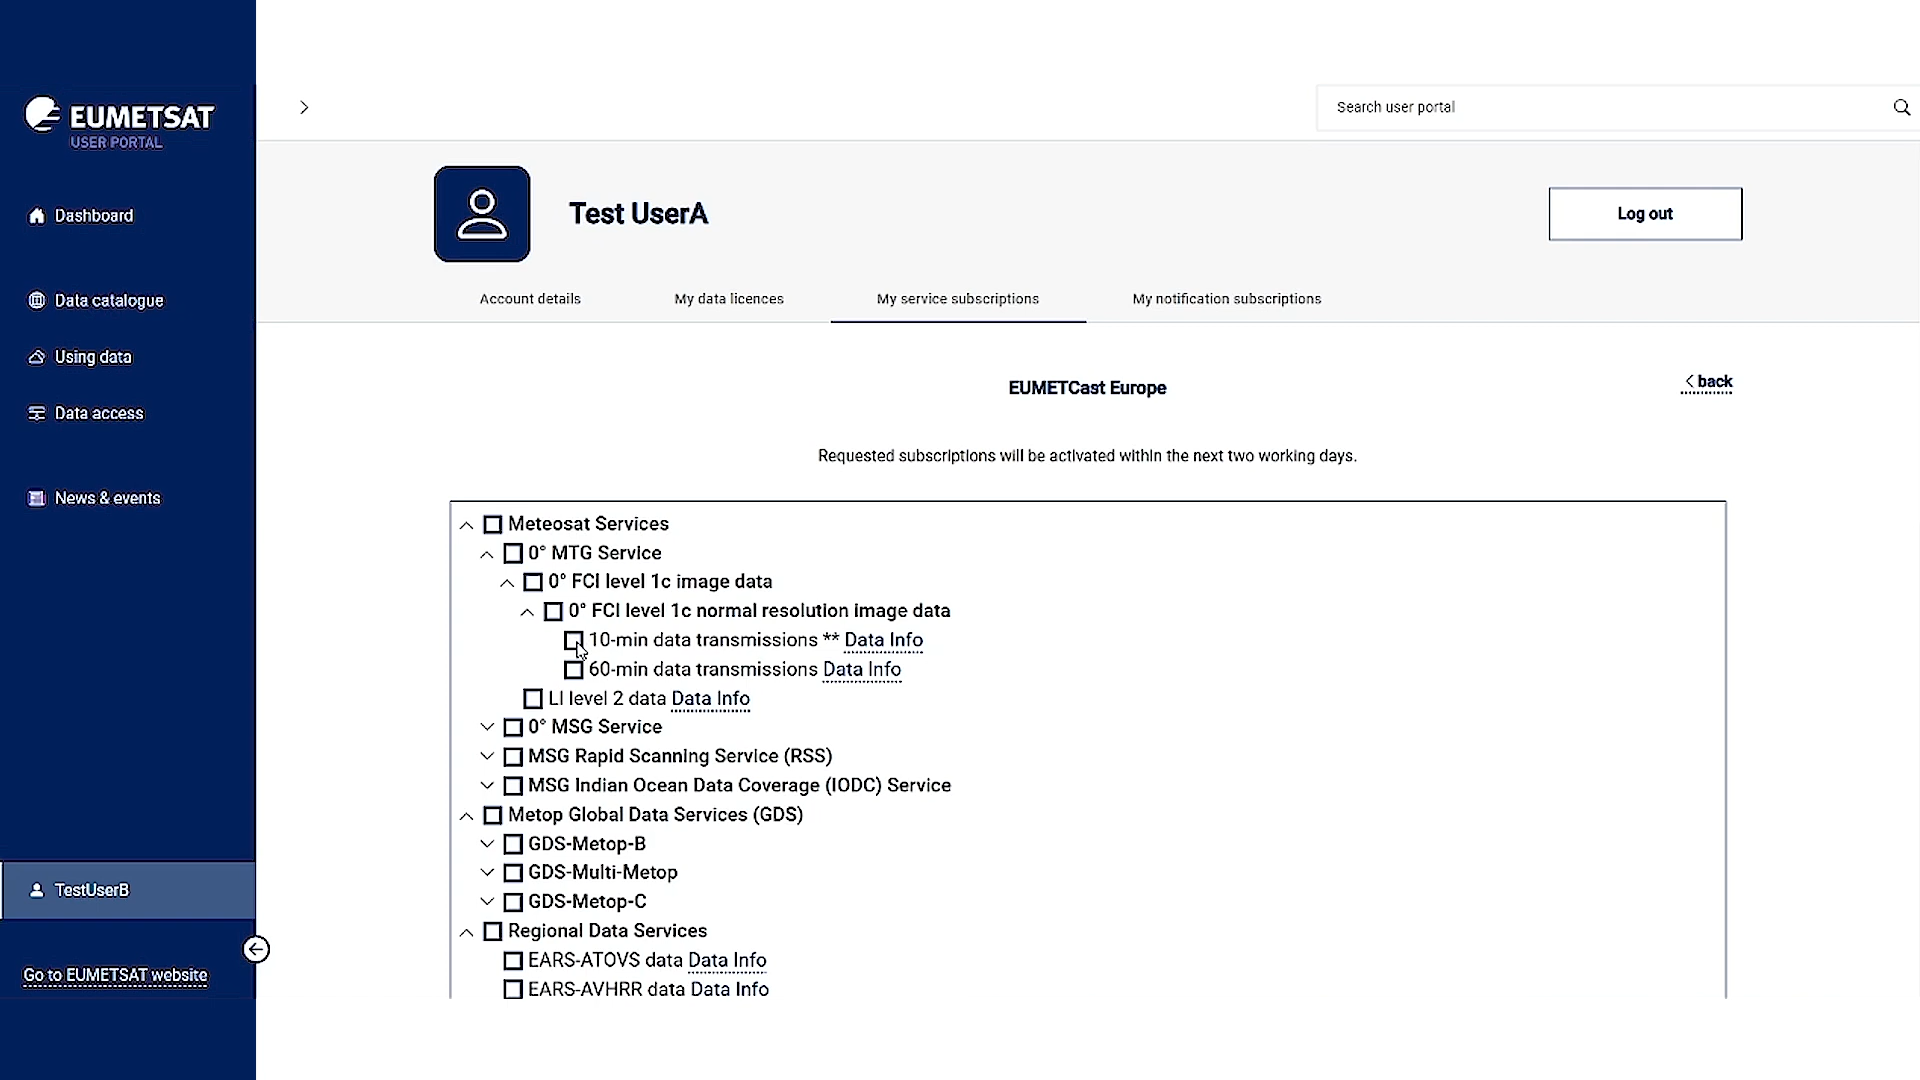 EUMETSAT
USER PORTAL
Dashboard
Data catalogue
Using data
Data access
News & events
TestUserB
Go to EUMETSAT website
Search user portal
Test UserA
Log out
Account details
My data licences
My service subscriptions
My notification subscriptions
EUMETCast Europe
back
Requested subscriptions will be activated within the next two working days.
Meteosat Services
0° MTG Service
0° FCI level 1c image data
0° FCI level 1c normal resolution image data
10-min data transmissions ** Data Info
60-min data transmissions Data Info
LI level 2 data Data Info
0° MSG Service
MSG Rapid Scanning Service (RSS)
MSG Indian Ocean Data Coverage (IODC) Service
Metop Global Data Services (GDS)
GDS-Metop-B
GDS-Multi-Metop
GDS-Metop-C
Regional Data Services
EARS-ATOVS data Data Info
EARS-AVHRR data Data Info